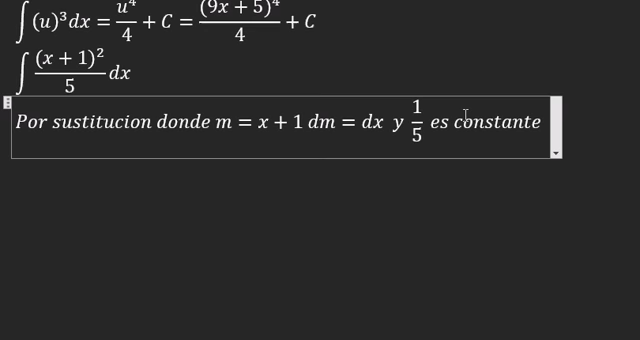 ∫(u)³dx = u⁴/4 + C = (9x + 5)⁴/4 + C
∫(x + 1)²/5 dx
Por sustitucion donde m = x + 1 dm = dx y 1/5 es constante